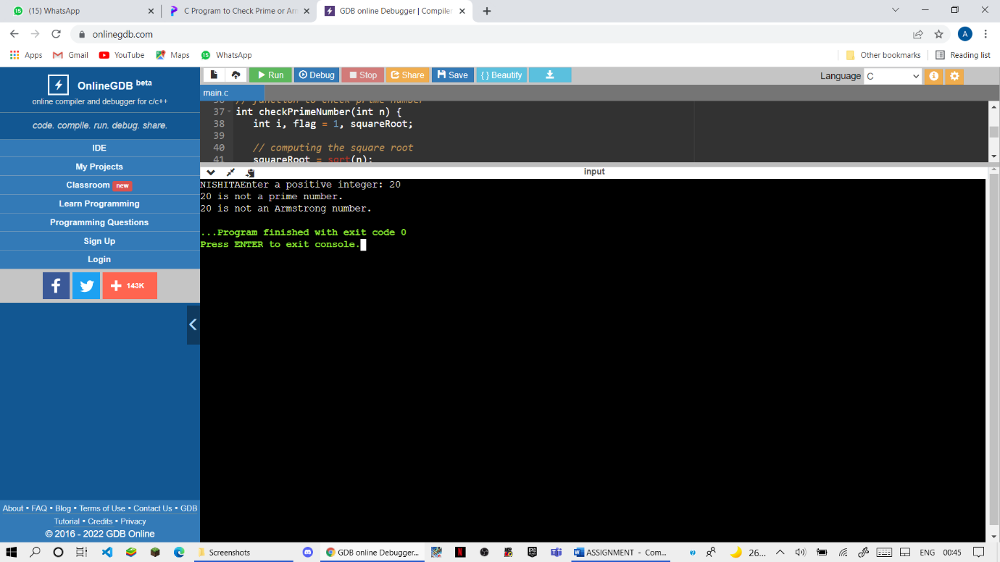 (15) WhatsApp
C Program to Check Prime or Arm
GDB online Debugger | Compiler
onlinegdb.com
A
Apps
Gmail
YouTube
Maps
WhatsApp
Other bookmarks
Reading list
OnlineGDB beta
online compiler and debugger for c/c++
code. compile. run. debug. share.
IDE
My Projects
Classroom new
Learn Programming
Programming Questions
Sign Up
Login
143K
About • FAQ • Blog • Terms of Use • Contact Us • GDB
Tutorial • Credits • Privacy
© 2016 - 2022 GDB Online
Run
Debug
Stop
Share
Save
{ } Beautify
Language C
main.c
36 // function to check prime number
37 int checkPrimeNumber(int n) {
38 int i, flag = 1, squareRoot;
39
40 // computing the square root
41 squareRoot = sqrt(n);
input
NISHITAEnter a positive integer: 20
20 is not a prime number.
20 is not an Armstrong number.
...Program finished with exit code 0
Press ENTER to exit console.
Screenshots
GDB online Debugger...
ASSIGNMENT - Com...
26...
ENG
00:45